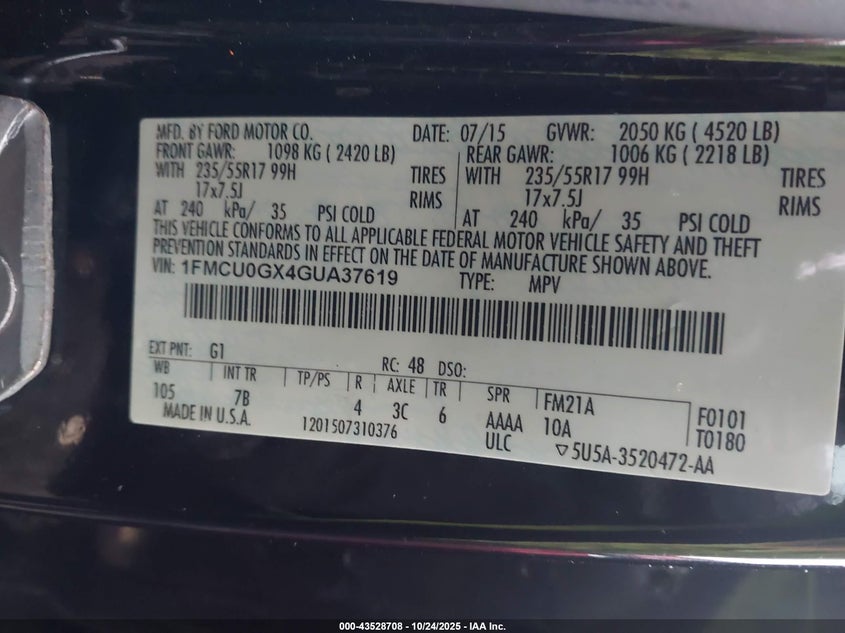 MFD. BY FORD MOTOR CO. DATE: 07/15 GVWR: 2050 KG ( 4520 LB)
FRONT GAWR: 1098 KG ( 2420 LB) REAR GAWR: 1006 KG ( 2218 LB)
WITH 235/55R17 99H TIRES WITH 235/55R17 99H TIRES
17x7.5J RIMS 17x7.5J RIMS
AT 240 kPa/ 35 PSI COLD AT 240 kPa/ 35 PSI COLD
THIS VEHICLE CONFORMS TO ALL APPLICABLE FEDERAL MOTOR VEHICLE SAFETY AND THEFT
PREVENTION STANDARDS IN EFFECT ON THE DATE OF MANUFACTURE SHOWN ABOVE.
VIN: 1FMCU0GX4GUA37619 TYPE: MPV
EXT PNT: G1 RC: 48 DSO:
WB INT TR TP/PS R AXLE TR SPR FM21A F0101
105 7B 4 3C 6 AAAA 10A T0180
MADE IN U.S.A. 1201507310376 ULC ▽5U5A-3520472-AA
000-43528708 - 10/24/2025 - IAA Inc.